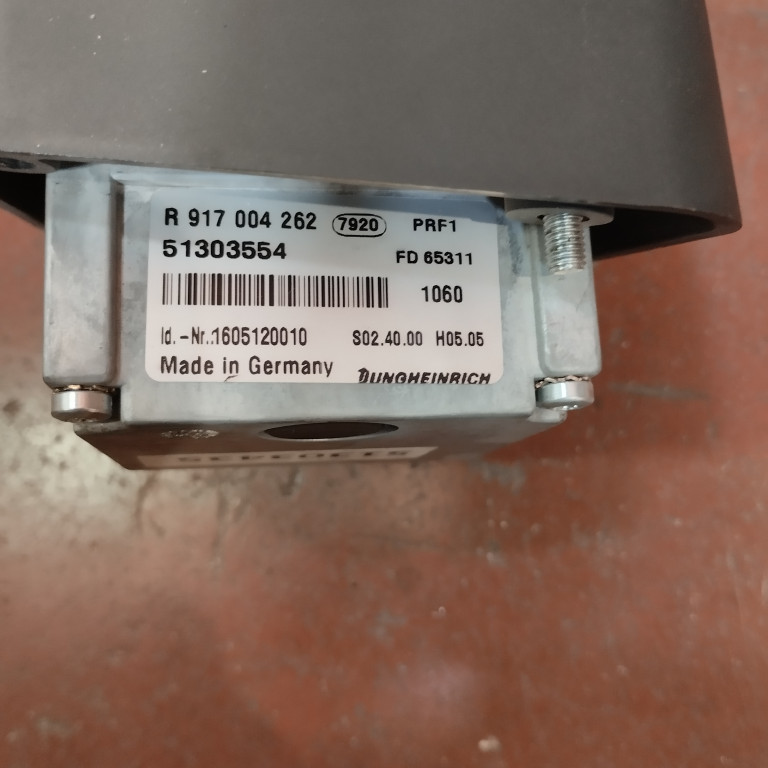 R 917 004 262 7920 PRF1
51303554 FD 65311
1060
Id.-Nr.:1605120010 S02.40.00 H05.05
Made in Germany JUNGHEINRICH